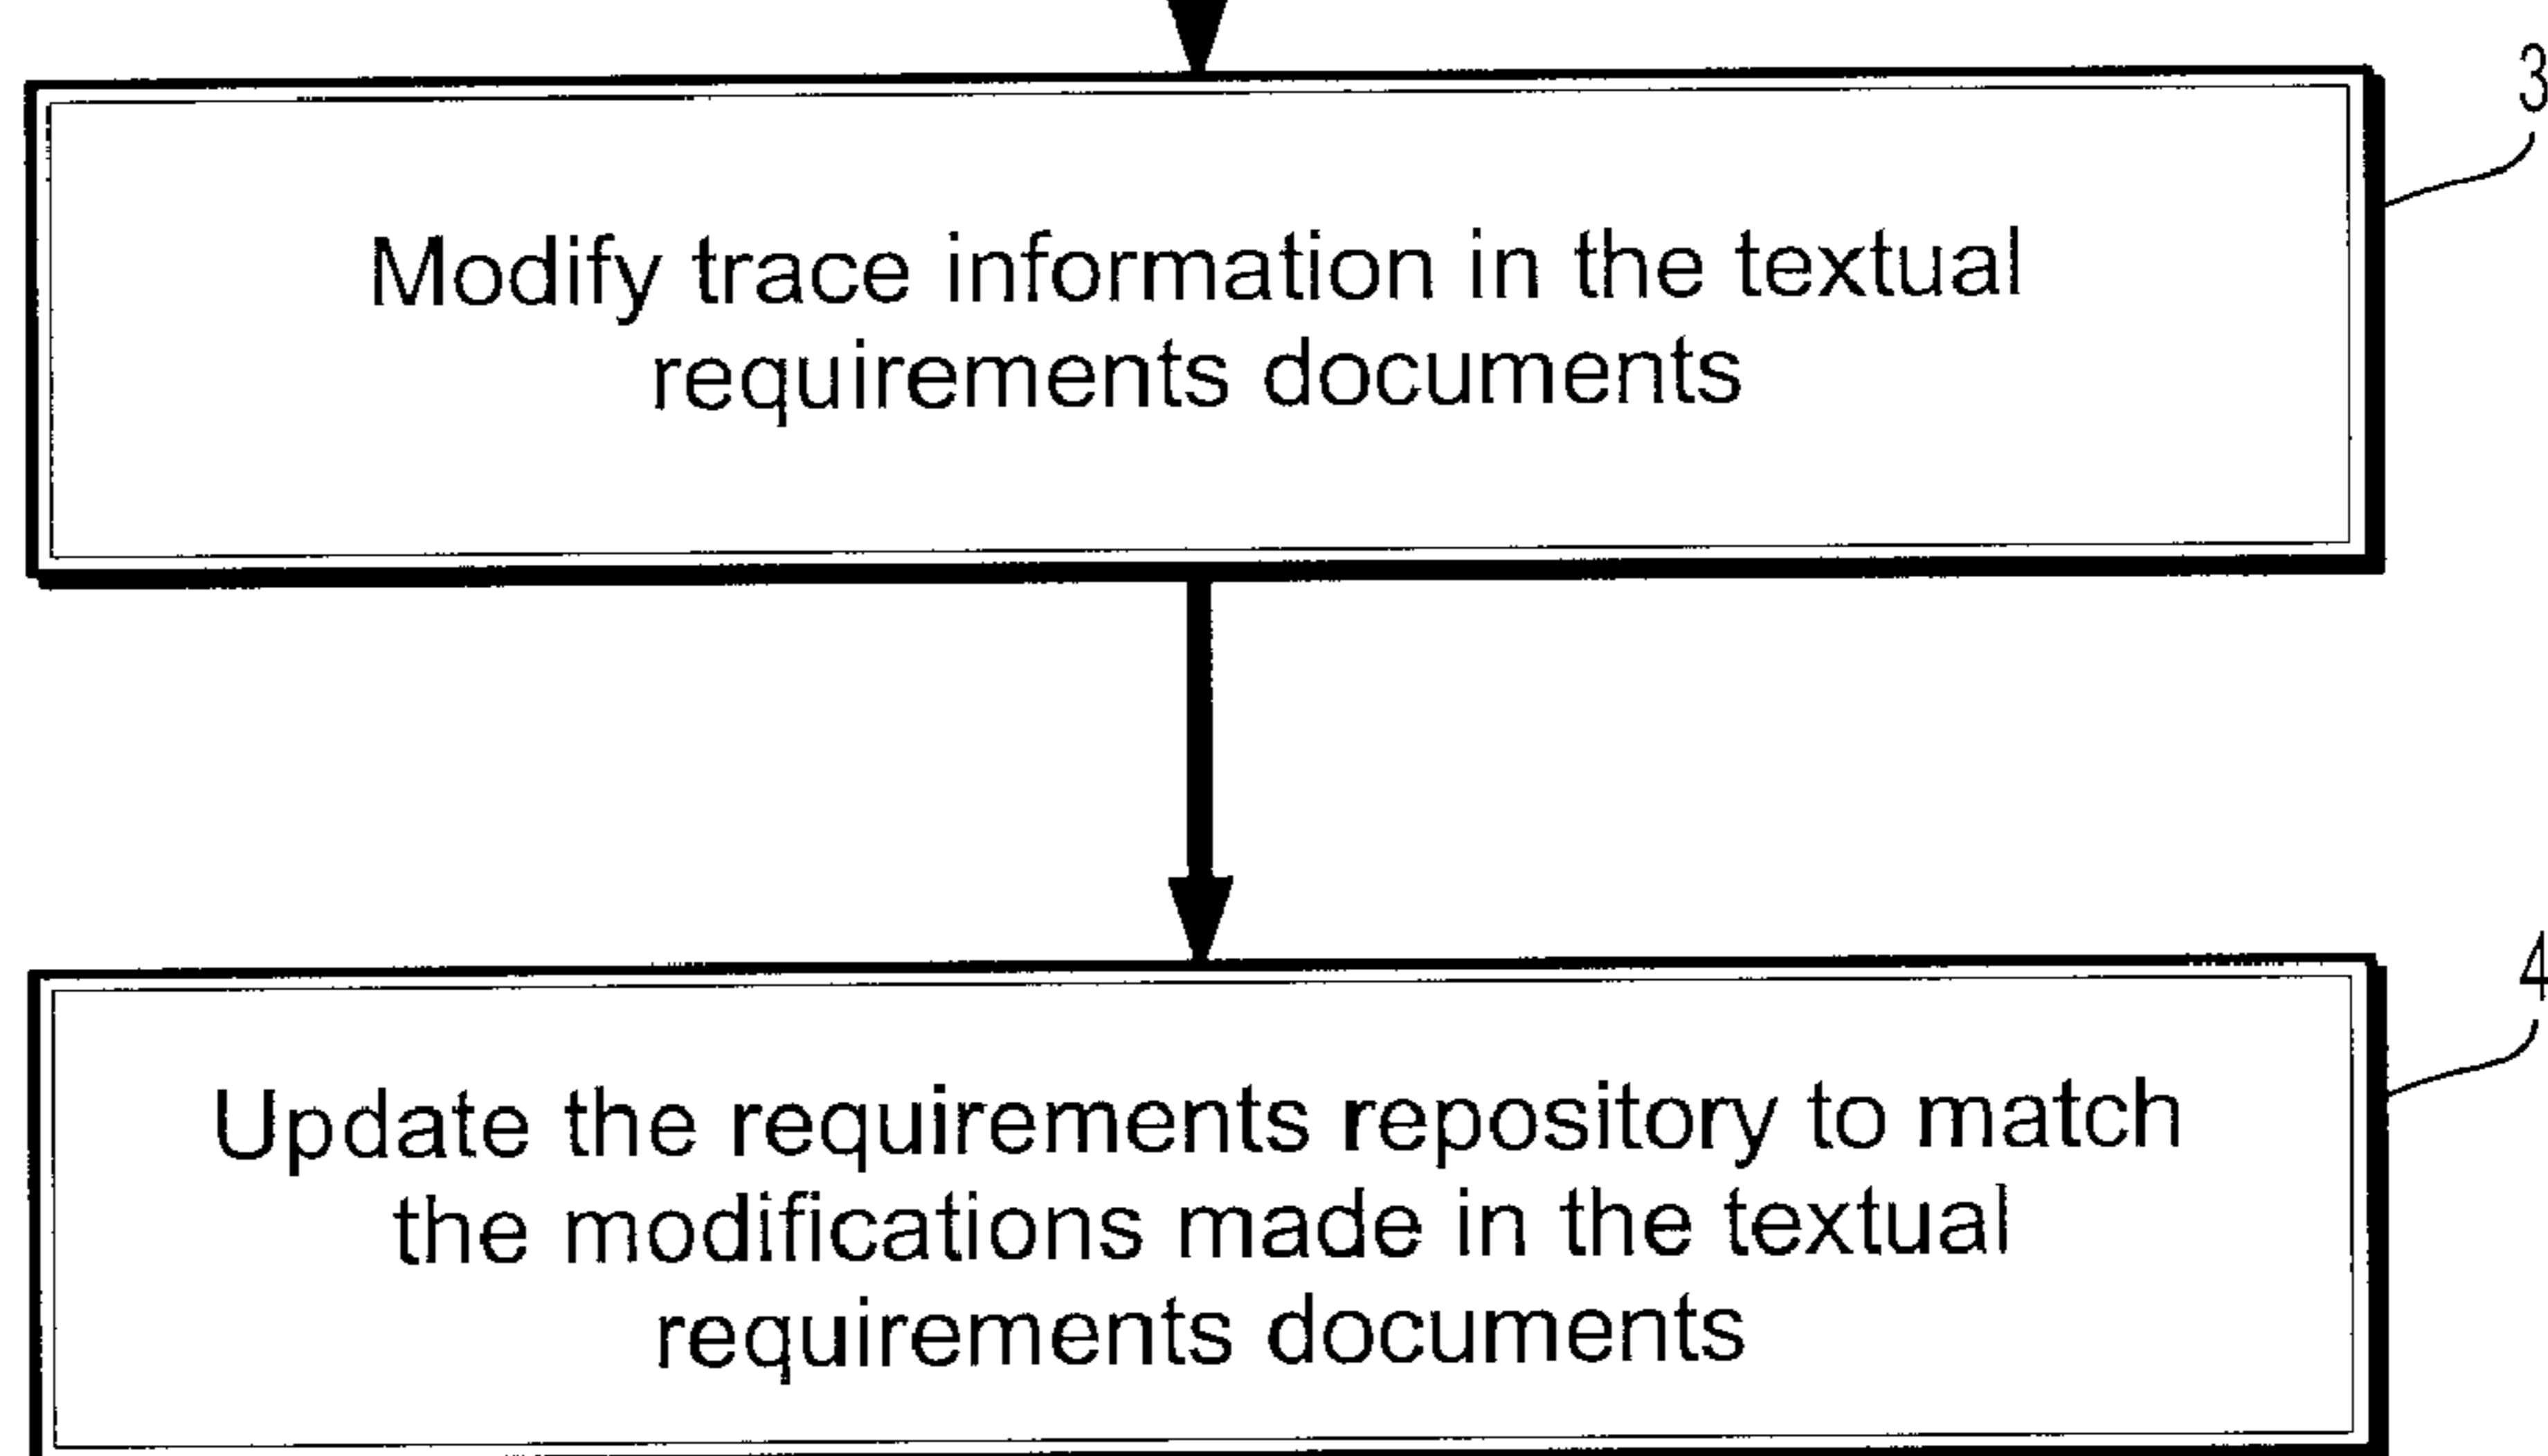 3
Modify trace information in the textual
requirements documents
4
Update the requirements repository to match
the modifications made in the textual
requirements documents